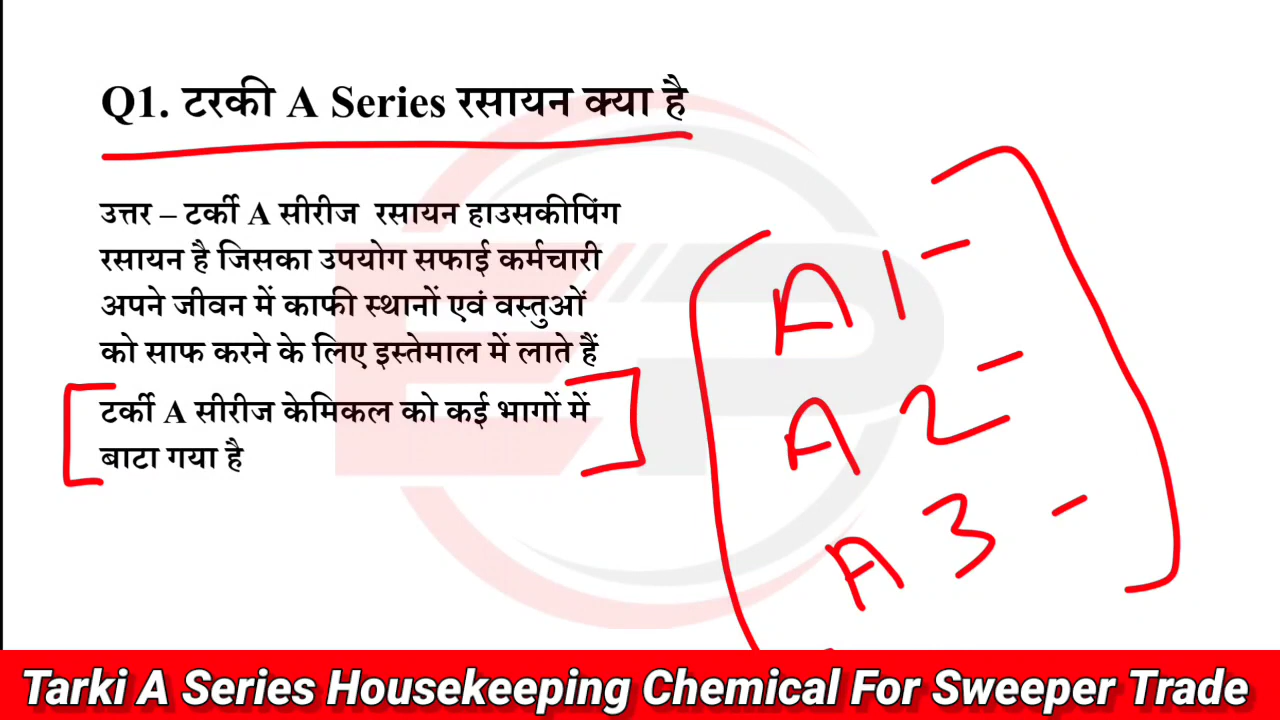 Q1. टरकी A Series रसायन क्या है
उत्तर – टर्की A सीरीज रसायन हाउसकीपिंग
रसायन है जिसका उपयोग सफाई कर्मचारी
अपने जीवन में काफी स्थानों एवं वस्तुओं
को साफ करने के लिए इस्तेमाल में लाते हैं
टर्की A सीरीज केमिकल को कई भागों में
बाटा गया है
A1 -
A2 -
A3 -
Tarki A Series Housekeeping Chemical For Sweeper Trade